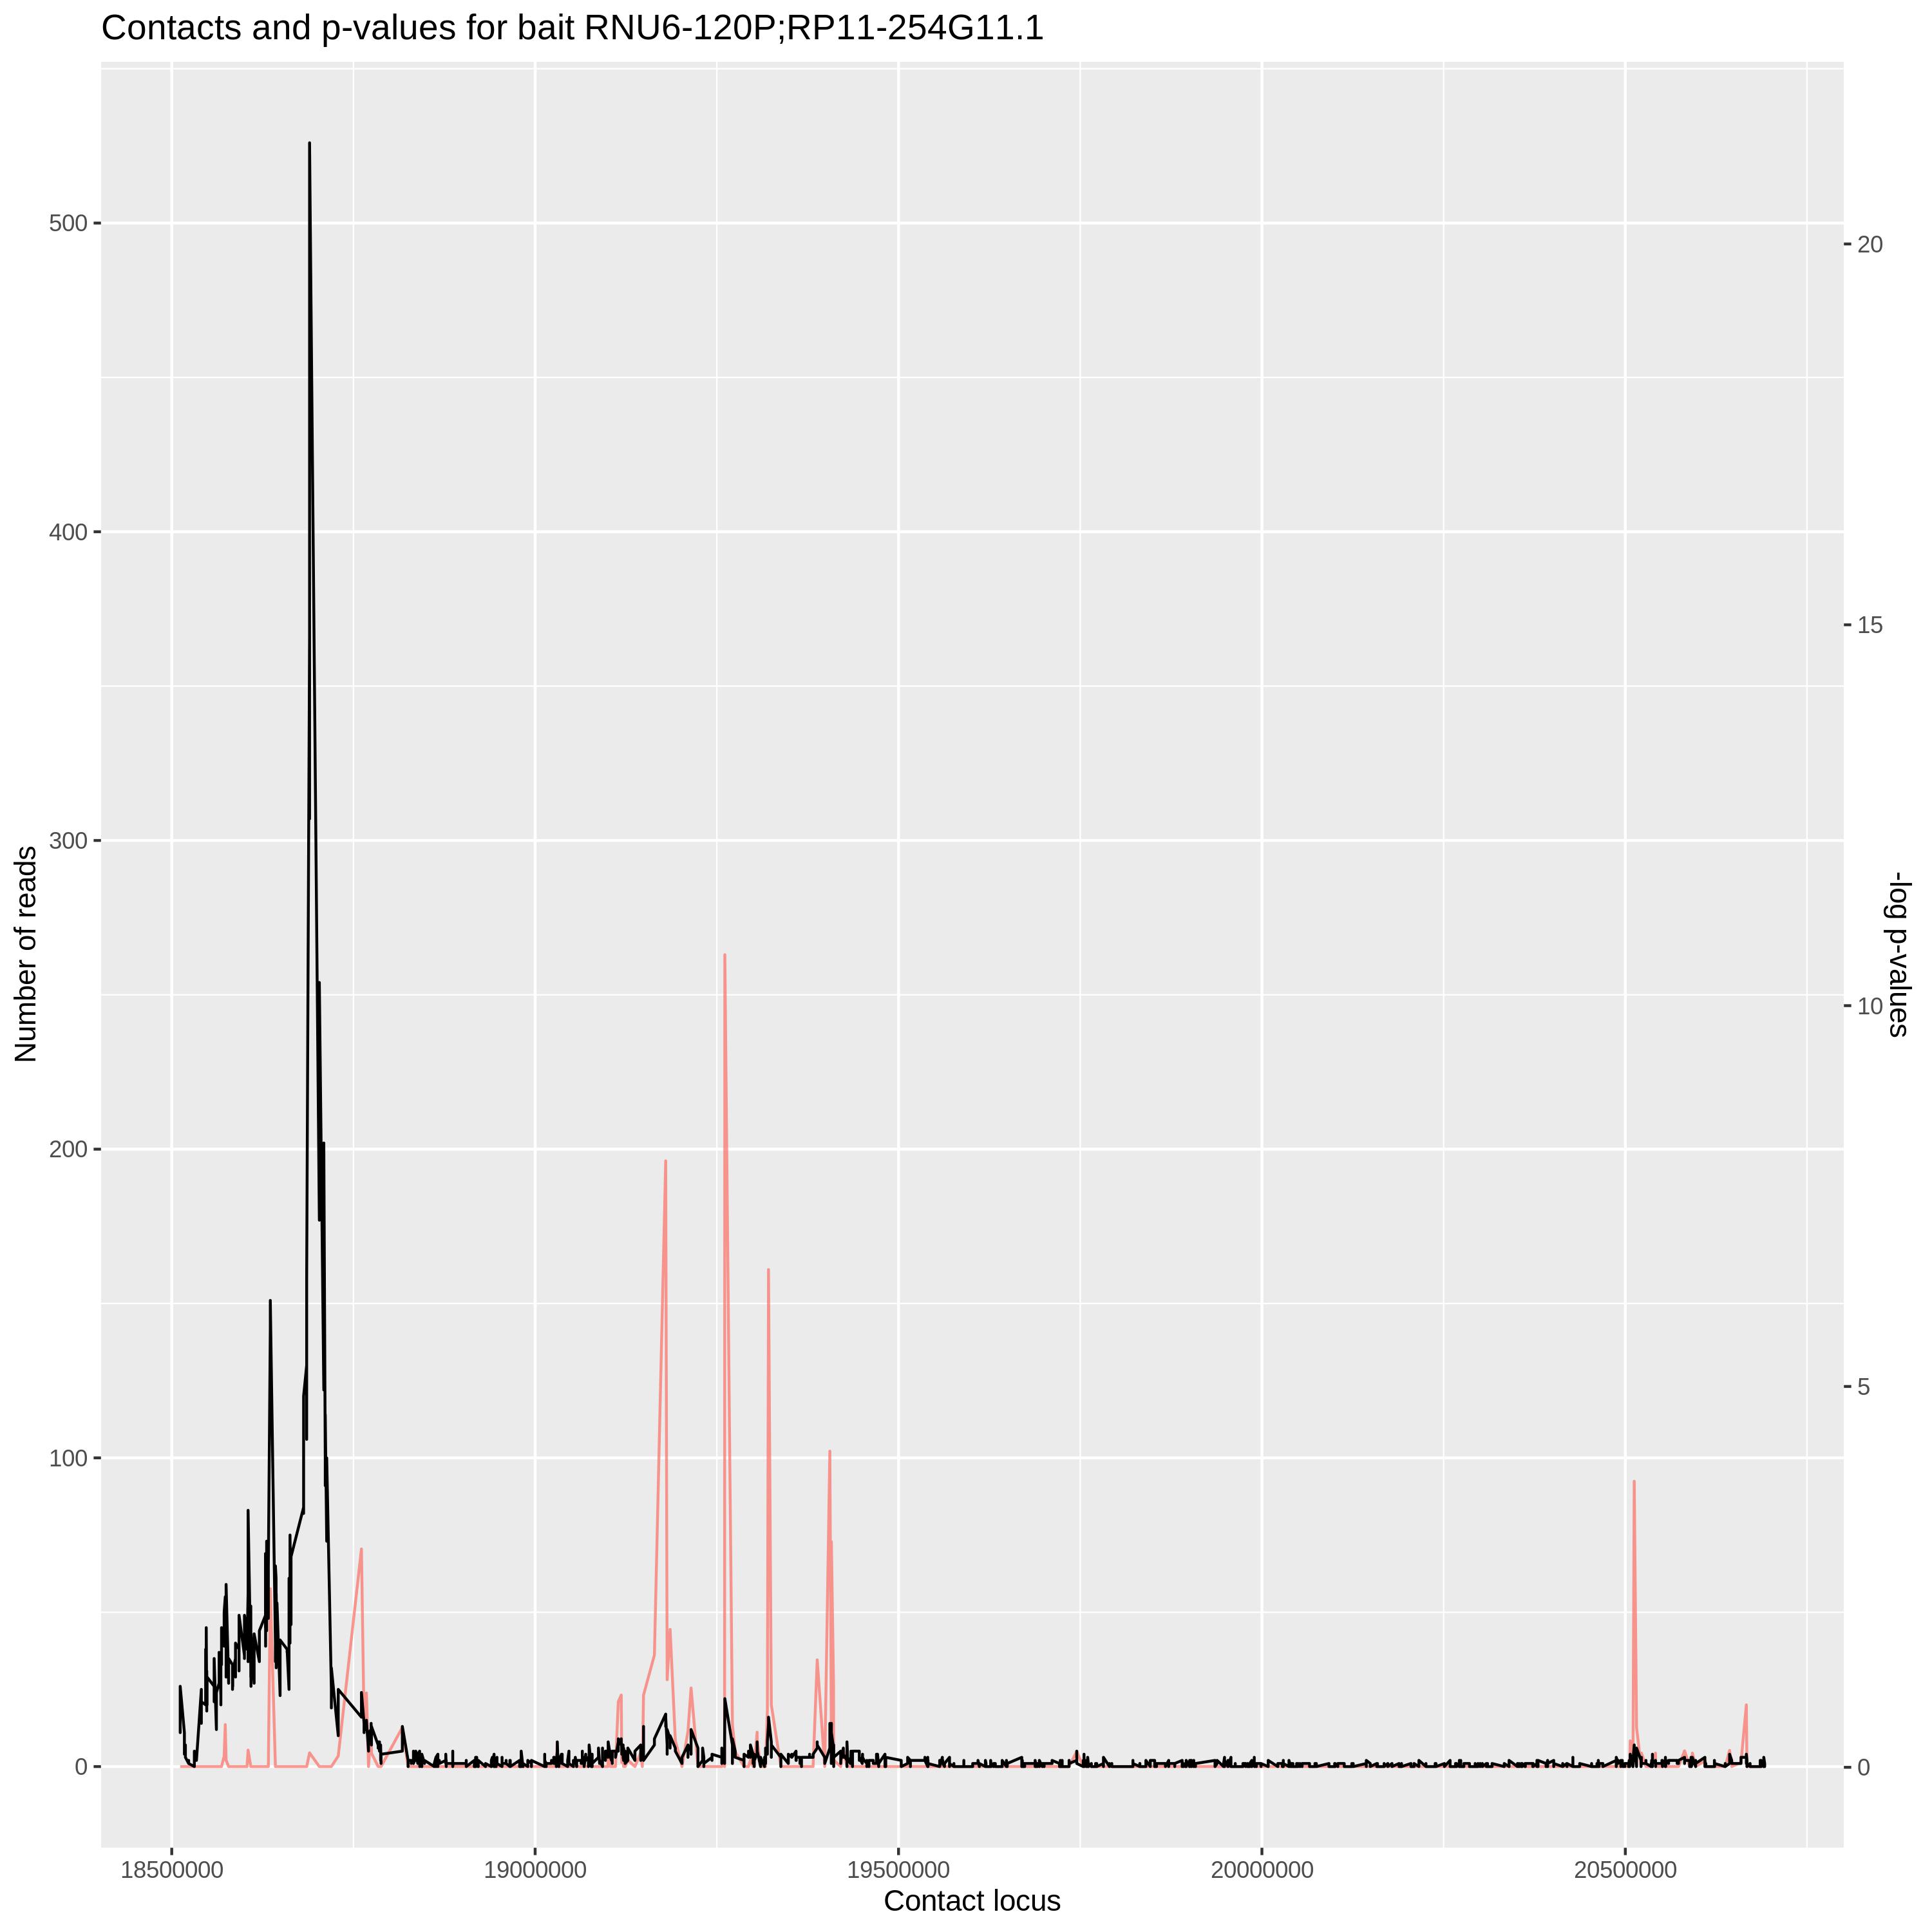 Contacts and p-values for bait RNU6-120P;RP11-254G11.1
500
400
300
200
100
0
Number of reads
20
15
10
5
0
-log p-values
18500000 19000000 19500000 20000000 20500000
Contact locus